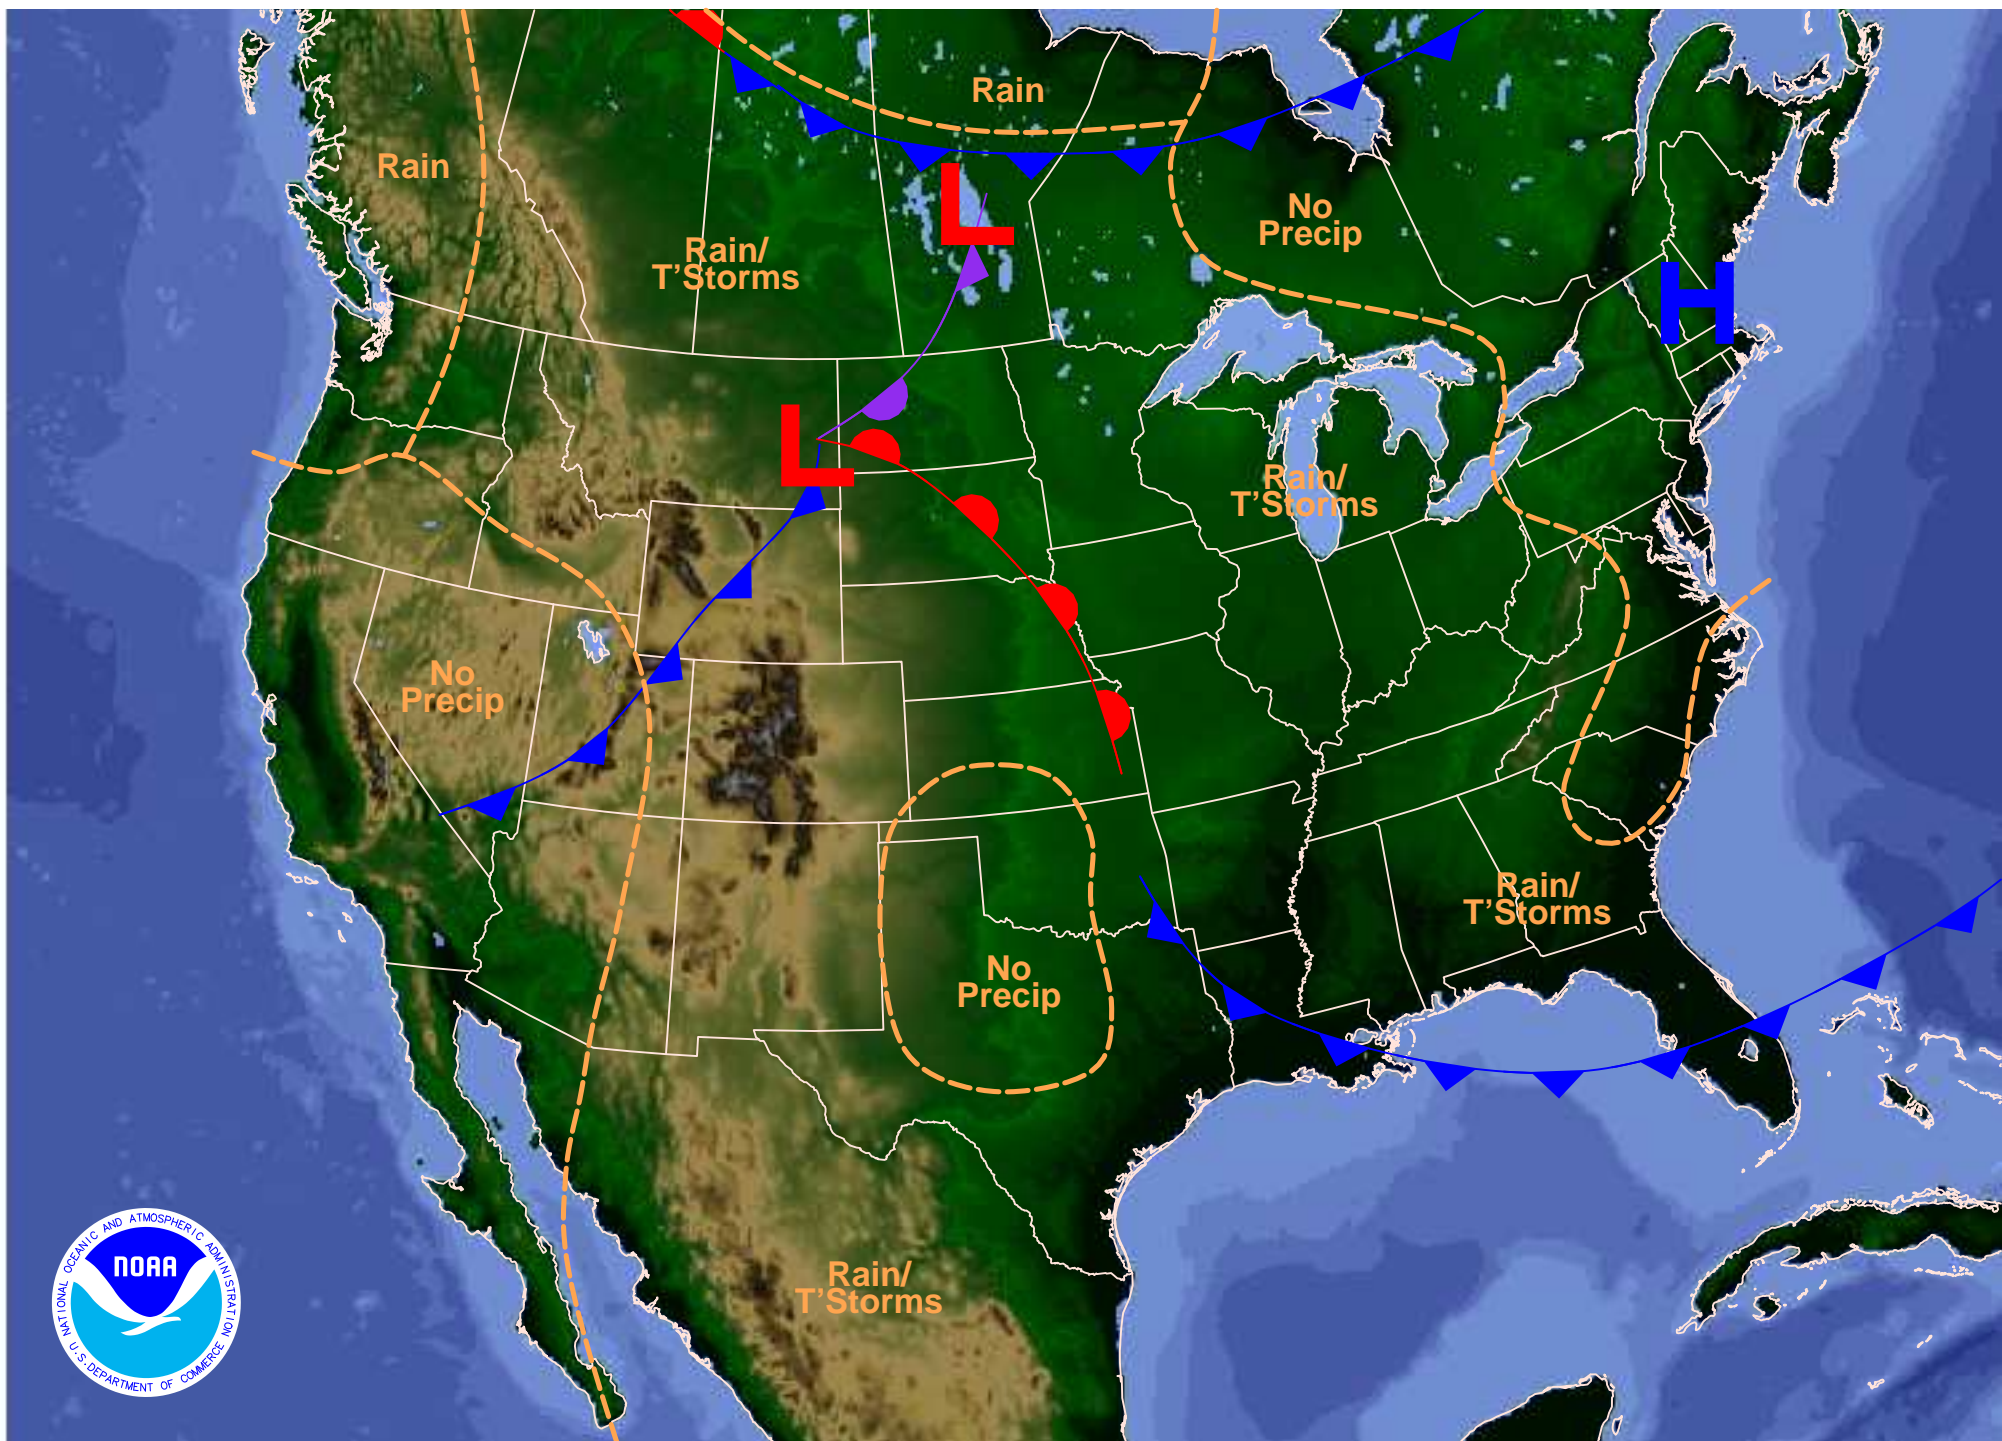 Rain
Rain
No
Precip
Rain/
T'Storms
H
L
L
Rain/
T'Storms
No
Precip
Rain/
T'Storms
No
Precip
Rain/
T'Storms
NATIONAL OCEANIC AND ATMOSPHERIC ADMINISTRATION
NOAA
U.S. DEPARTMENT OF COMMERCE